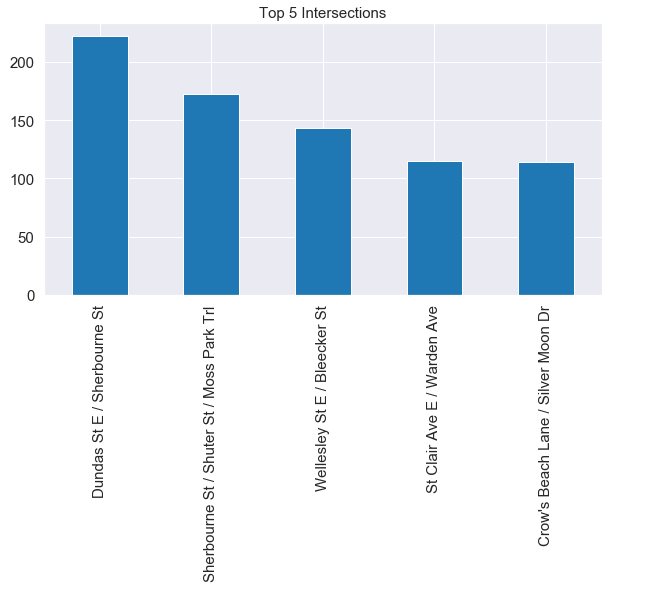 Top 5 Intersections
200
150
100
50
0
Dundas St E / Sherbourne St
Sherbourne St / Shuter St / Moss Park Trl
Wellesley St E / Bleecker St
St Clair Ave E / Warden Ave
Crow's Beach Lane / Silver Moon Dr